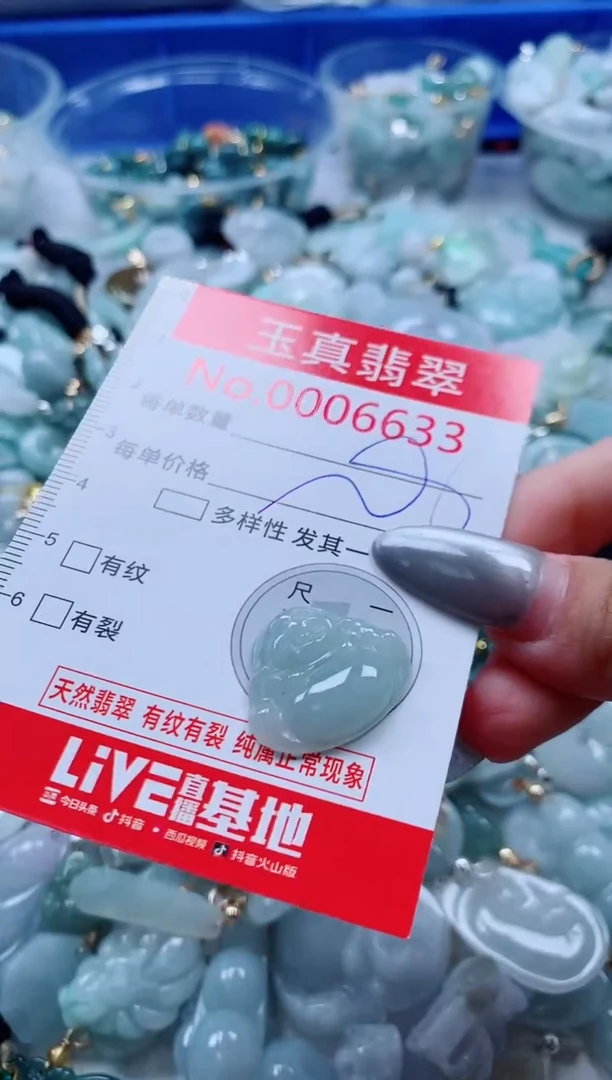 玉真翡翠
No.0006633
每单数量
每单价格
多样性 发其一
3
4
5
6
有纹
有裂
尺 一
天然翡翠 有纹有裂 纯属正常现象
LiVE直播基地
今日头条 抖音 西瓜视频 抖音火山版